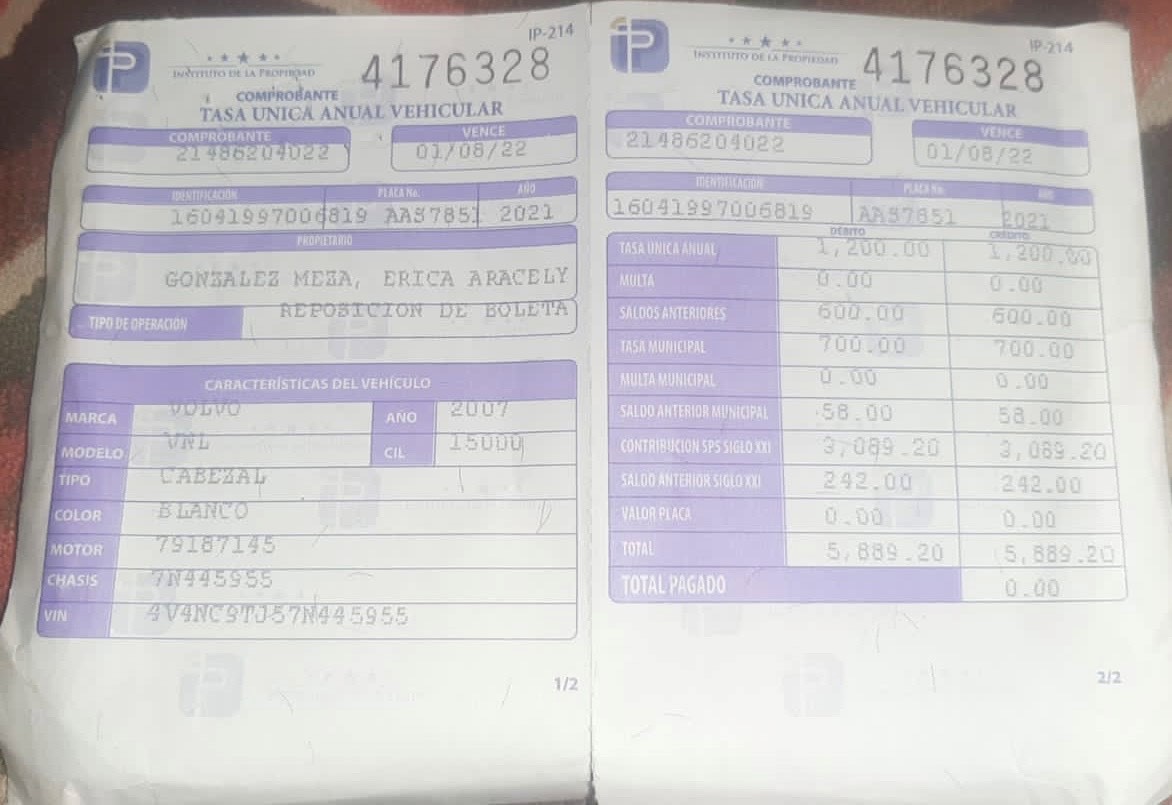 IP-214
iP
INSTITUTO DE LA PROPIEDAD
4176328
COMPROBANTE
TASA UNICA ANUAL VEHICULAR
COMPROBANTE VENCE
21486204022 01/08/22
IDENTIFICACIÓN PLACA No. AÑO
16041997006819 AAS7851 2021
PROPIETARIO
GONZALEZ MEZA, ERICA ARACELY
TIPO DE OPERACIÓN REPOSICION DE BOLETA
CARACTERÍSTICAS DEL VEHÍCULO
MARCA VOLVO AÑO 2007
MODELO VNL CIL 15000
TIPO CABEZAL
COLOR BLANCO
MOTOR 79187145
CHASIS 7N445955
VIN 4V4NC9TJ57N445955
1/2
IP-214
iP
INSTITUTO DE LA PROPIEDAD
4176328
COMPROBANTE
TASA UNICA ANUAL VEHICULAR
COMPROBANTE VENCE
21486204022 01/08/22
IDENTIFICACIÓN PLACA No. AÑO
16041997006819 AAS7851 2021
DÉBITO CRÉDITO
TASA UNICA ANUAL 1,200.00 1,200.00
MULTA 0.00 0.00
SALDOS ANTERIORES 600.00 600.00
TASA MUNICIPAL 700.00 700.00
MULTA MUNICIPAL 0.00 0.00
SALDO ANTERIOR MUNICIPAL 58.00 58.00
CONTRIBUCION SPS SIGLO XXI 3,089.20 3,089.20
SALDO ANTERIOR SIGLO XXI 242.00 242.00
VALOR PLACA 0.00 0.00
TOTAL 5,889.20 5,889.20
TOTAL PAGADO 0.00
2/2